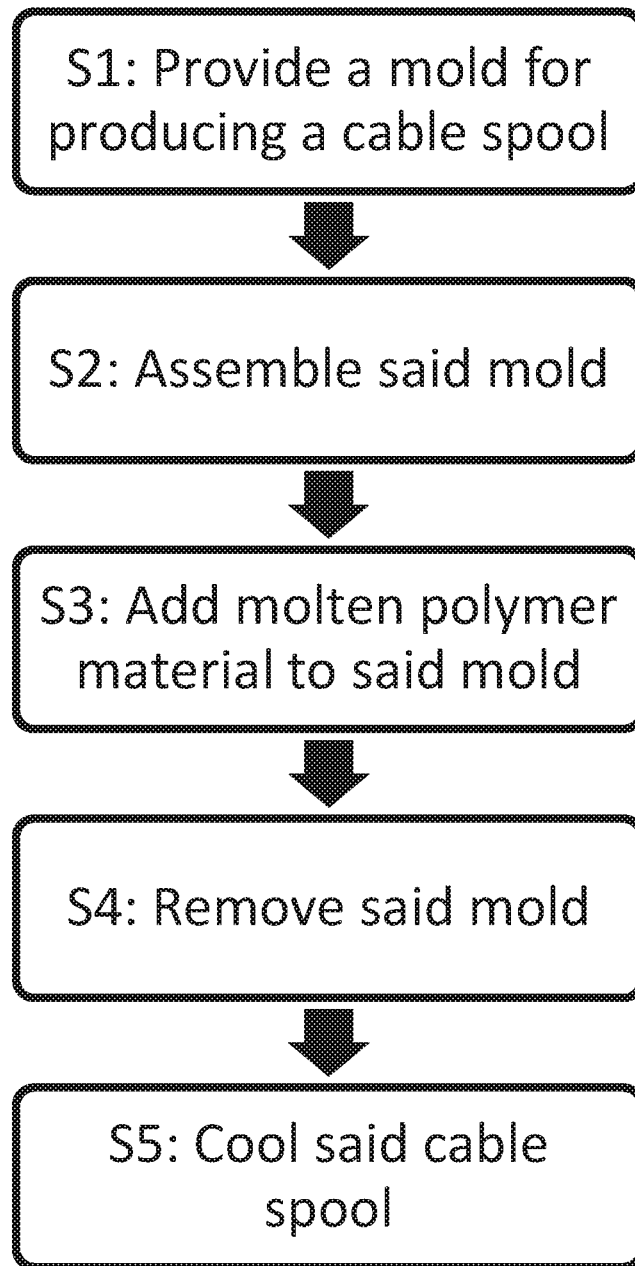 S1: Provide a mold for
producing a cable spool
S2: Assemble said mold
S3: Add molten polymer
material to said mold
S4: Remove said mold
S5: Cool said cable
spool